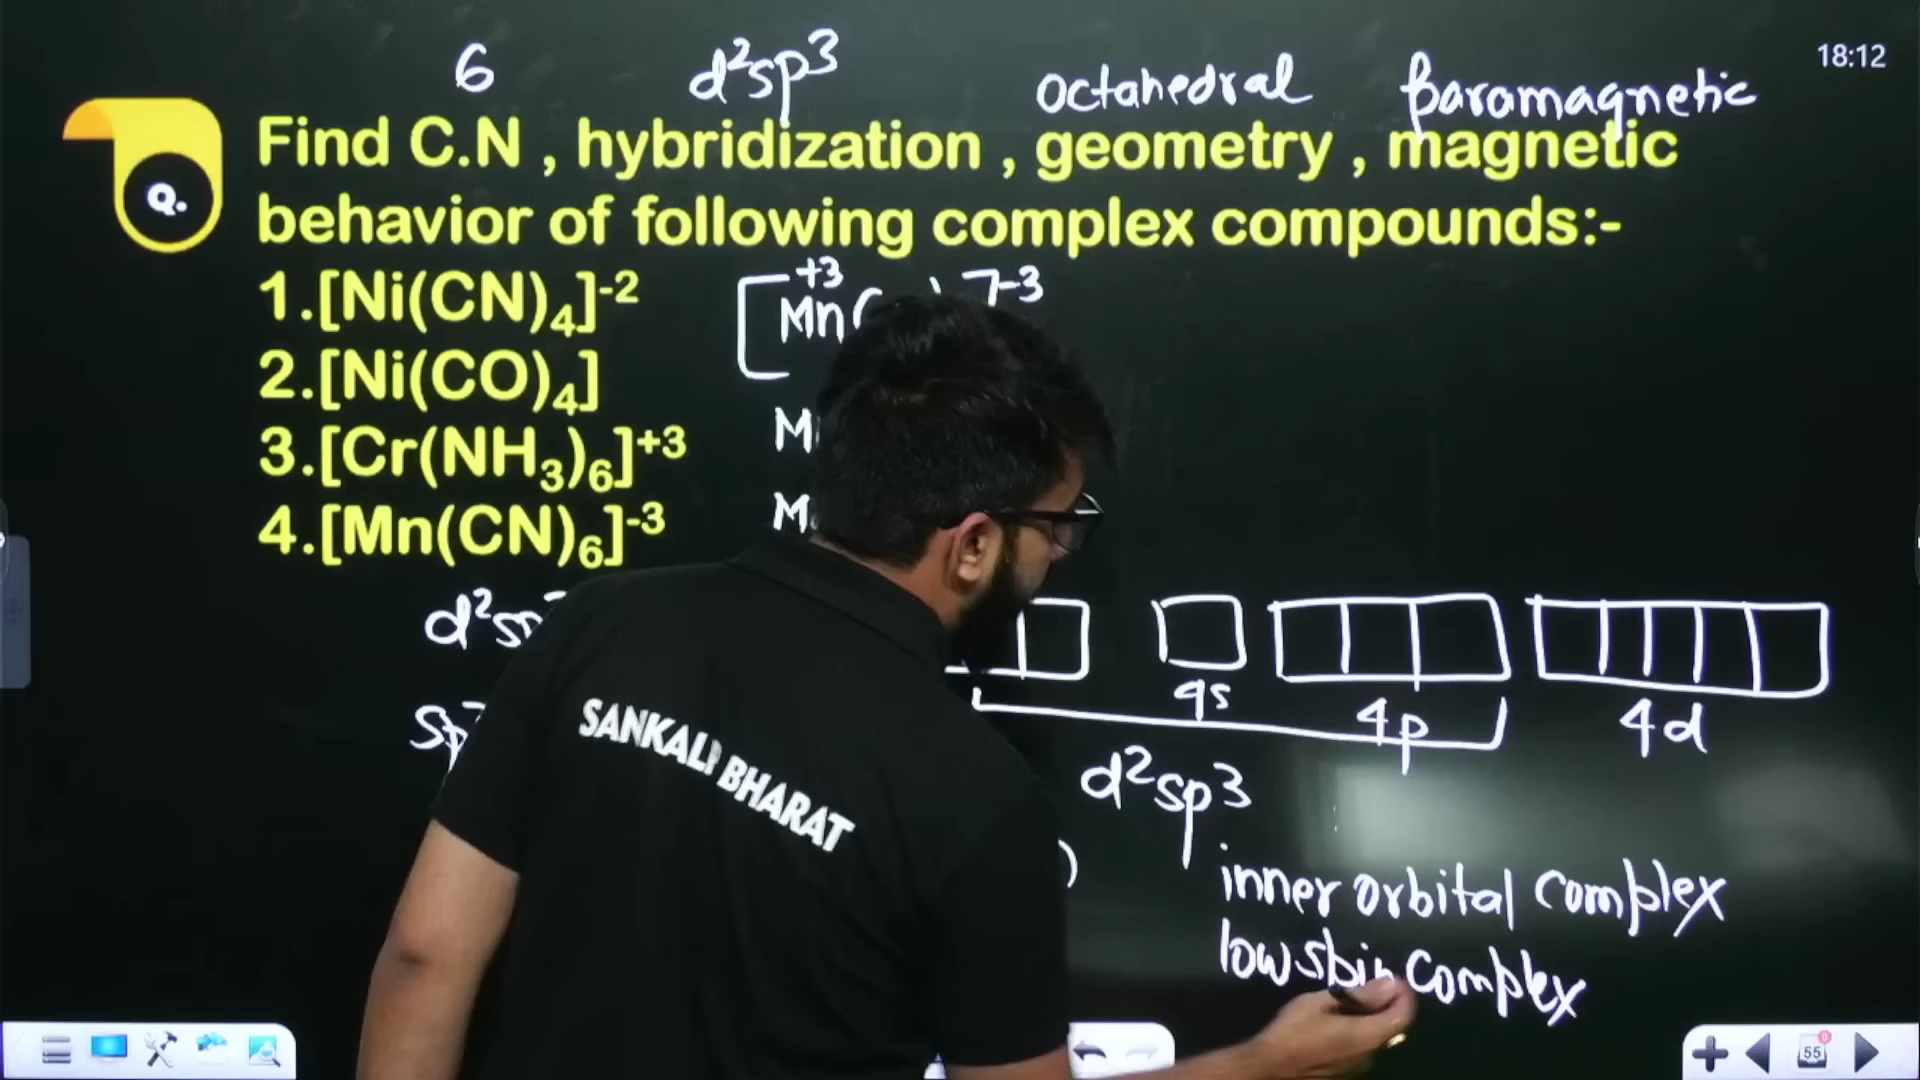 18:12
6 d²sp³ octahedral paramagnetic
Q. Find C.N , hybridization , geometry , magnetic
behavior of following complex compounds:-
1.[Ni(CN)₄]⁻²
[Mn⁺³( ]⁻³
2.[Ni(CO)₄]
3.[Cr(NH₃)₆]⁺³
4.[Mn(CN)₆]⁻³
4s 4p 4d
d²sp³
inner orbital complex
low spin complex
SANKALP BHARAT
55